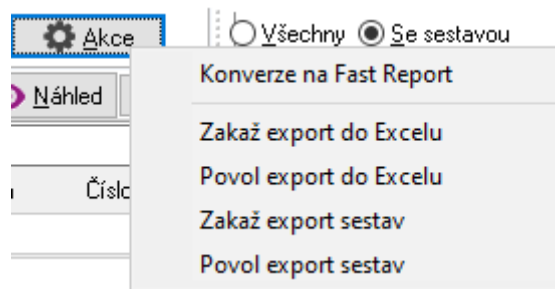 Akce
Všechny
Se sestavou
Konverze na Fast Report
Náhled
Zakaž export do Excelu
Povol export do Excelu
Zakaž export sestav
Povol export sestav